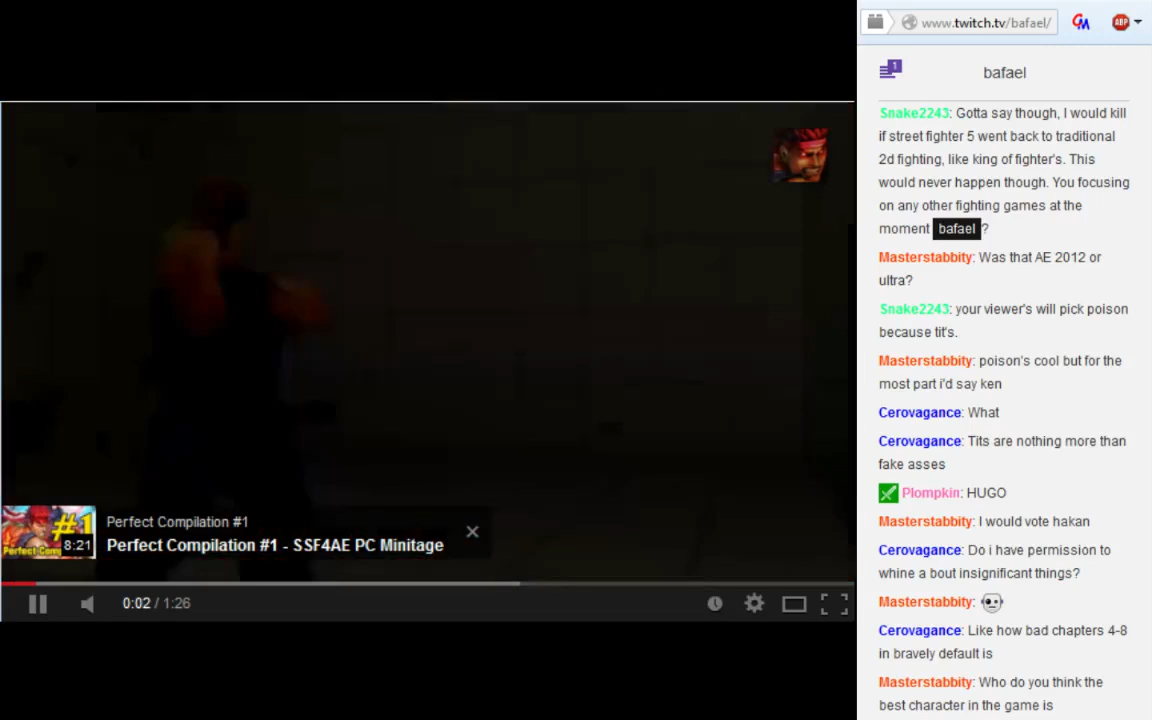 www.twitch.tv/bafael/
GM
ABP
1
bafael
Snake2243: Gotta say though, I would kill
if street fighter 5 went back to traditional
2d fighting, like king of fighter's. This
would never happen though. You focusing
on any other fighting games at the
moment bafael ?
Masterstabbity: Was that AE 2012 or
ultra?
Snake2243: your viewer's will pick poison
because tit's.
Masterstabbity: poison's cool but for the
most part i'd say ken
Cerovagance: What
Cerovagance: Tits are nothing more than
fake asses
Plompkin: HUGO
Masterstabbity: I would vote hakan
Cerovagance: Do i have permission to
whine a bout insignificant things?
Masterstabbity:
Cerovagance: Like how bad chapters 4-8
in bravely default is
Masterstabbity: Who do you think the
best character in the game is
#1
8:21
Perfect Compilation #1
Perfect Compilation #1 - SSF4AE PC Minitage
0:02 / 1:26